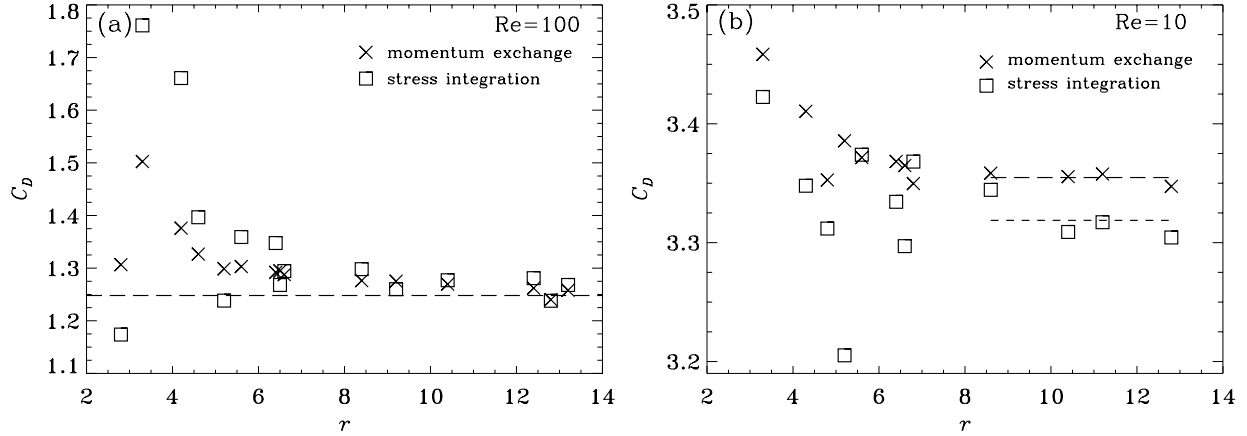 (a)
Re=100
momentum exchange
stress integration
1.8
1.7
1.6
1.5
1.4
1.3
1.2
1.1
C_D
2 4 6 8 10 12 14
r
(b)
Re=10
momentum exchange
stress integration
3.5
3.4
3.3
3.2
C_D
2 4 6 8 10 12 14
r